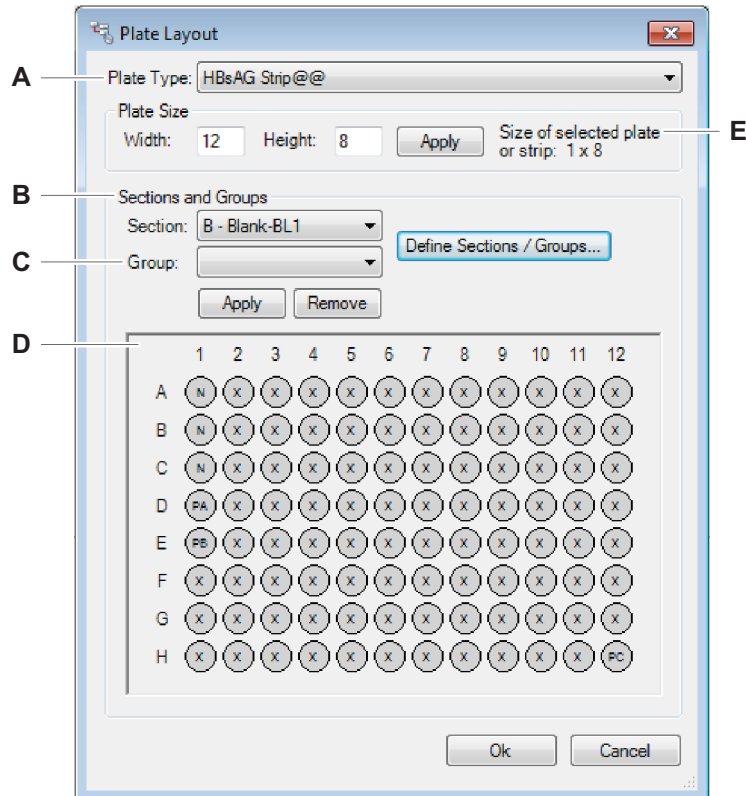 Plate Layout
A Plate Type: HBsAG Strip@@
Plate Size
Width: 12 Height: 8 Apply Size of selected plate E
or strip: 1 x 8
B Sections and Groups
Section: B - Blank-BL1
Define Sections / Groups...
C Group:
Apply Remove
D
1 2 3 4 5 6 7 8 9 10 11 12
A N X X X X X X X X X X X
B N X X X X X X X X X X X
C N X X X X X X X X X X X
D PA X X X X X X X X X X X
E PB X X X X X X X X X X X
F X X X X X X X X X X X X
G X X X X X X X X X X X X
H X X X X X X X X X X X PC
Ok Cancel